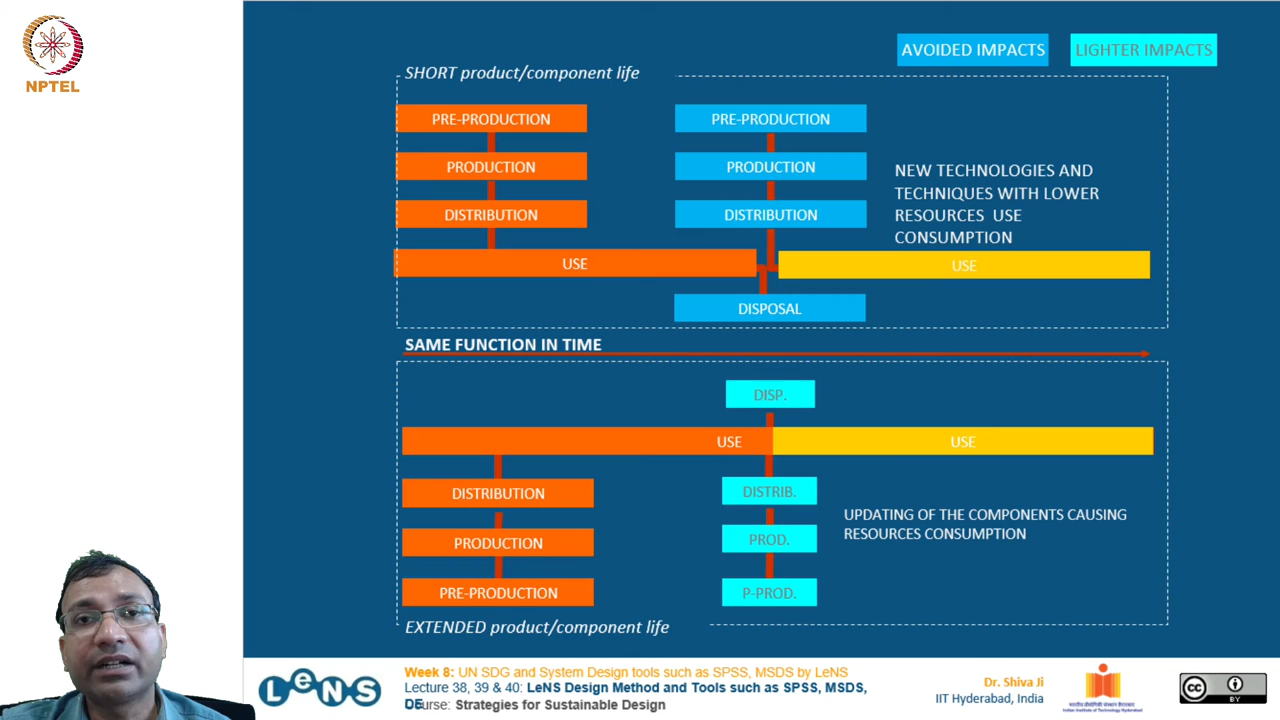 NPTEL
AVOIDED IMPACTS
LIGHTER IMPACTS
SHORT product/component life
PRE-PRODUCTION
PRE-PRODUCTION
PRODUCTION
PRODUCTION
DISTRIBUTION
DISTRIBUTION
NEW TECHNOLOGIES AND
TECHNIQUES WITH LOWER
RESOURCES USE
CONSUMPTION
USE
USE
DISPOSAL
SAME FUNCTION IN TIME
DISP.
USE
USE
DISTRIBUTION
DISTRIB.
PRODUCTION
PROD.
PRE-PRODUCTION
P-PROD.
UPDATING OF THE COMPONENTS CAUSING
RESOURCES CONSUMPTION
EXTENDED product/component life
LeNS
Week 8: UN SDG and System Design tools such as SPSS, MSDS by LeNS
Lecture 38, 39 & 40: LeNS Design Method and Tools such as SPSS, MSDS,
Course: Strategies for Sustainable Design
Dr. Shiva Ji
IIT Hyderabad, India
CC
BY